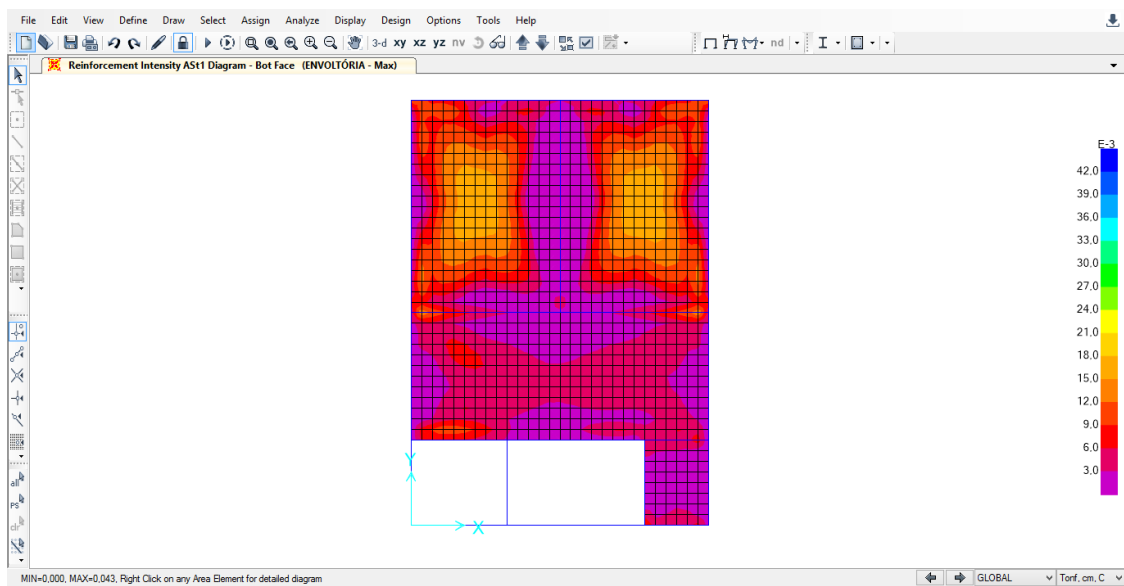 File Edit View Define Draw Select Assign Analyze Display Design Options Tools Help
3-d xy xz yz nv nd
Reinforcement Intensity ASt1 Diagram - Bot Face (ENVOLTÓRIA - Max)
E-3
42,0
39,0
36,0
33,0
30,0
27,0
24,0
21,0
18,0
15,0
12,0
9,0
6,0
3,0
Y
X
all
PS
dr
MIN=0,000, MAX=0,043, Right Click on any Area Element for detailed diagram
GLOBAL
Tonf, cm, C